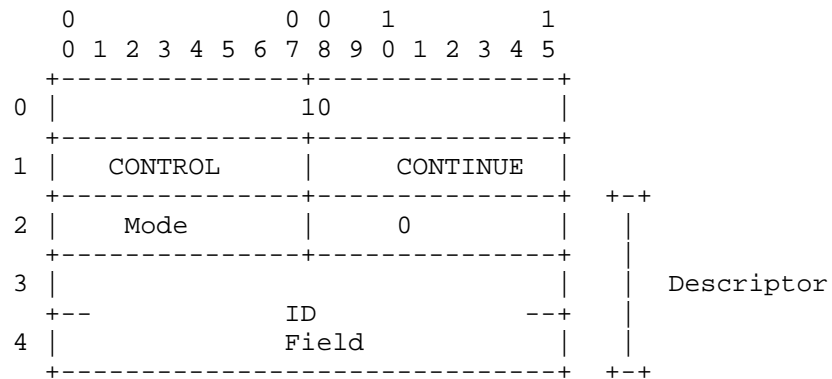 0 0 0 1 1
0 1 2 3 4 5 6 7 8 9 0 1 2 3 4 5
+---------------+---------------+
0 | 10 |
+---------------+---------------+
1 | CONTROL | CONTINUE |
+---------------+---------------+ +-+
2 | Mode | 0 | |
+---------------+---------------+ |
3 | | | Descriptor
+-- ID --+ |
4 | Field | |
+-------------------------------+ +-+